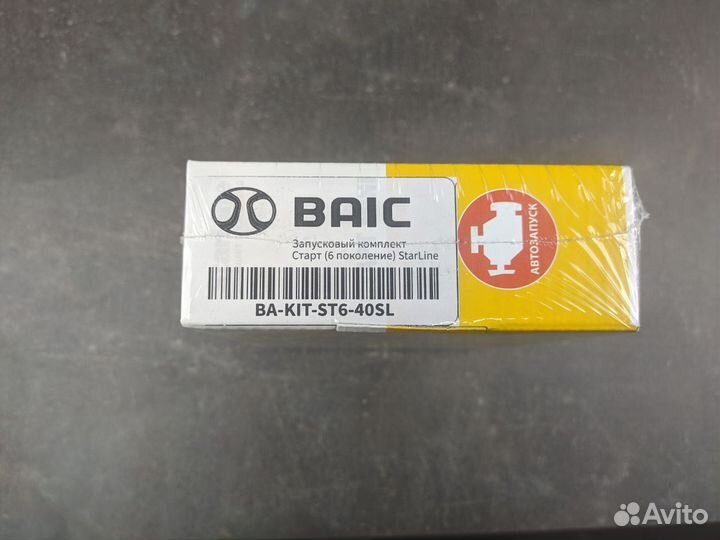 BAIC
Запусковый комплект
Старт (6 поколение) StarLine
BA-KIT-ST6-40SL
АВТОЗАПУСК
Avito